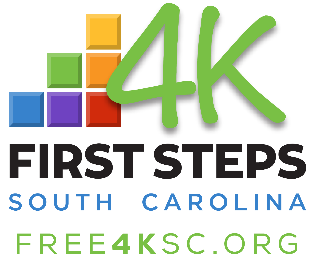 4K
FIRST STEPS
SOUTH CAROLINA
FREE4KSC.ORG